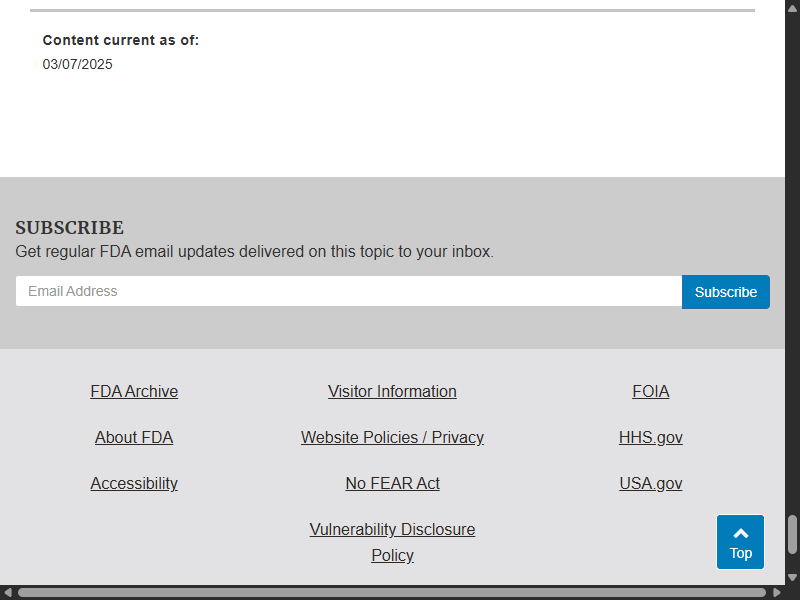 Content current as of:
03/07/2025
SUBSCRIBE
Get regular FDA email updates delivered on this topic to your inbox.
Email Address
Subscribe
FDA Archive
Visitor Information
FOIA
About FDA
Website Policies / Privacy
HHS.gov
Accessibility
No FEAR Act
USA.gov
Vulnerability Disclosure
Policy
Top